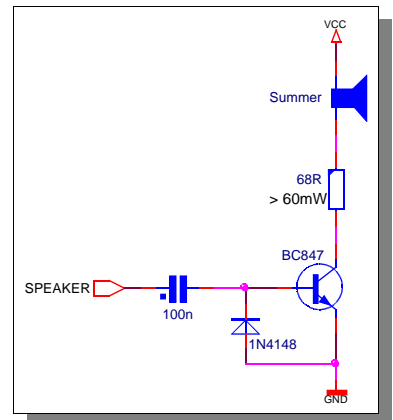 VCC
Summer
68R
> 60mW
BC847
SPEAKER
100n
1N4148
GND